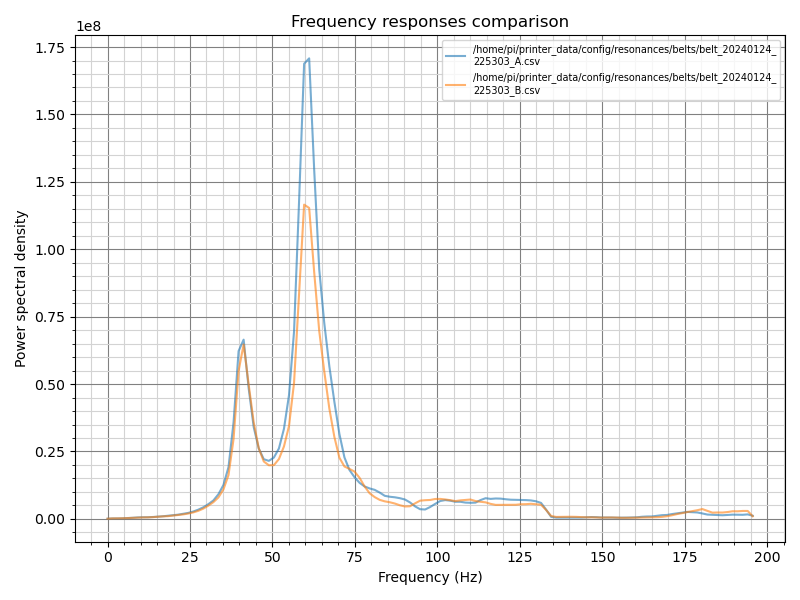 Frequency responses comparison
1e8
/home/pi/printer_data/config/resonances/belts/belt_20240124_
225303_A.csv
/home/pi/printer_data/config/resonances/belts/belt_20240124_
225303_B.csv
1.75
1.50
1.25
1.00
0.75
0.50
0.25
0.00
Power spectral density
0 25 50 75 100 125 150 175 200
Frequency (Hz)